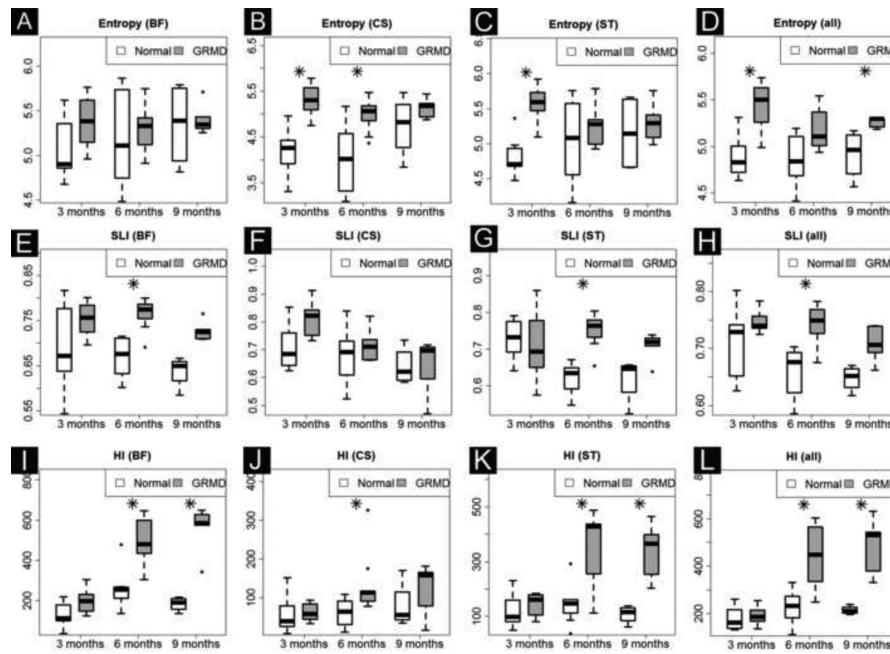 A Entropy (BF)
Normal GRMD
4.5 5.0 5.5 6.0
3 months 6 months 9 months
B Entropy (CS)
Normal GRMD
3.5 4.5 5.5
* *
3 months 6 months 9 months
C Entropy (ST)
Normal GRMD
4.5 5.0 5.5 6.0
*
3 months 6 months 9 months
D Entropy (all)
Normal GRM
4.5 5.0 5.5 6.0
* *
3 months 6 months 9 months
E SLI (BF)
Normal GRMD
0.55 0.65 0.75 0.85
*
3 months 6 months 9 months
F SLI (CS)
Normal GRMD
0.5 0.6 0.7 0.8 0.9 1.0
3 months 6 months 9 months
G SLI (ST)
Normal GRMD
0.6 0.7 0.8 0.9
*
3 months 6 months 9 months
H SLI (all)
Normal GRMD
0.60 0.70 0.80
*
3 months 6 months 9 months
I HI (BF)
Normal GRMD
200 400 600 800
* *
3 months 6 months 9 months
J HI (CS)
Normal GRMD
100 200 300 400
*
3 months 6 months 9 months
K HI (ST)
Normal GRMD
100 300 500
* *
3 months 6 months 9 months
L HI (all)
Normal GRMD
200 400 600 800
* *
3 months 6 months 9 months